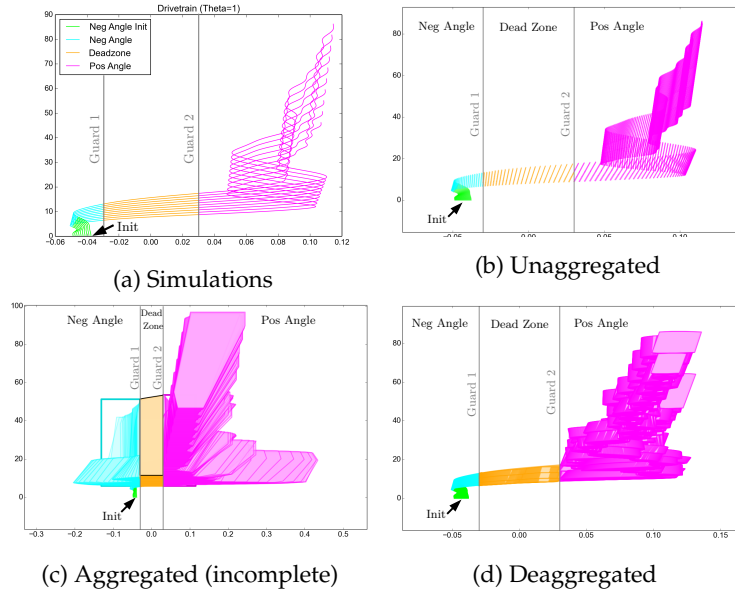 Drivetrain (Theta=1)
90
80
70
60
50
40
30
20
10
0
Neg Angle Init
Neg Angle
Deadzone
Pos Angle
Guard 1
Guard 2
Init
−0.06 −0.04 −0.02 0.00 0.02 0.04 0.06 0.08 0.10 0.12
(a) Simulations
Neg Angle Dead Zone Pos Angle
80
60
40
20
0
Guard 1
Guard 2
Init
−0.05 0.00 0.05 0.10
(b) Unaggregated
100
80
60
40
20
0
Neg Angle
Dead
Zone
Pos Angle
Guard 1
Guard 2
Init
−0.3 −0.2 −0.1 0.0 0.1 0.2 0.3 0.4 0.5
(c) Aggregated (incomplete)
Neg Angle Dead Zone Pos Angle
80
60
40
20
0
Guard 1
Guard 2
Init
−0.05 0.00 0.05 0.10 0.15
(d) Deaggregated